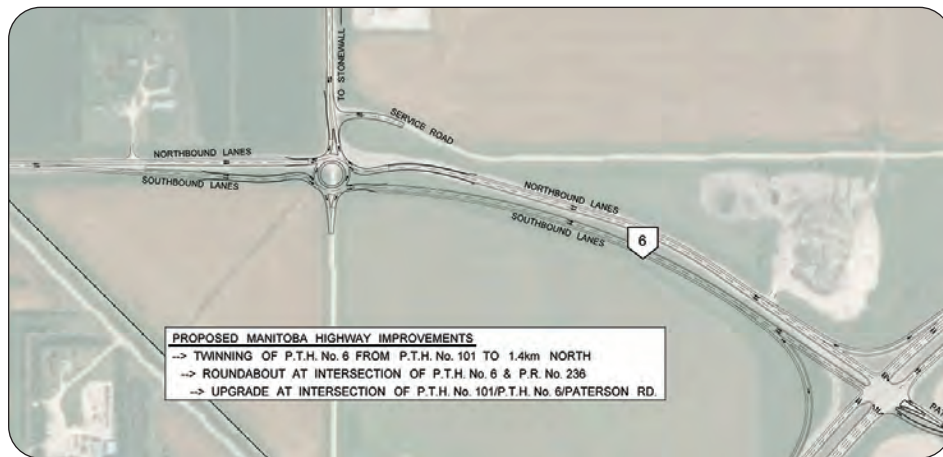 TO STONEWALL
SERVICE ROAD
NORTHBOUND LANES
SOUTHBOUND LANES
NORTHBOUND LANES
SOUTHBOUND LANES
6
PROPOSED MANITOBA HIGHWAY IMPROVEMENTS
--> TWINNING OF P.T.H. No. 6 FROM P.T.H. No. 101 TO 1.4km NORTH
--> ROUNDABOUT AT INTERSECTION OF P.T.H. No. 6 & P.R. No. 236
--> UPGRADE AT INTERSECTION OF P.T.H. No. 101/P.T.H. No. 6/PATERSON RD.